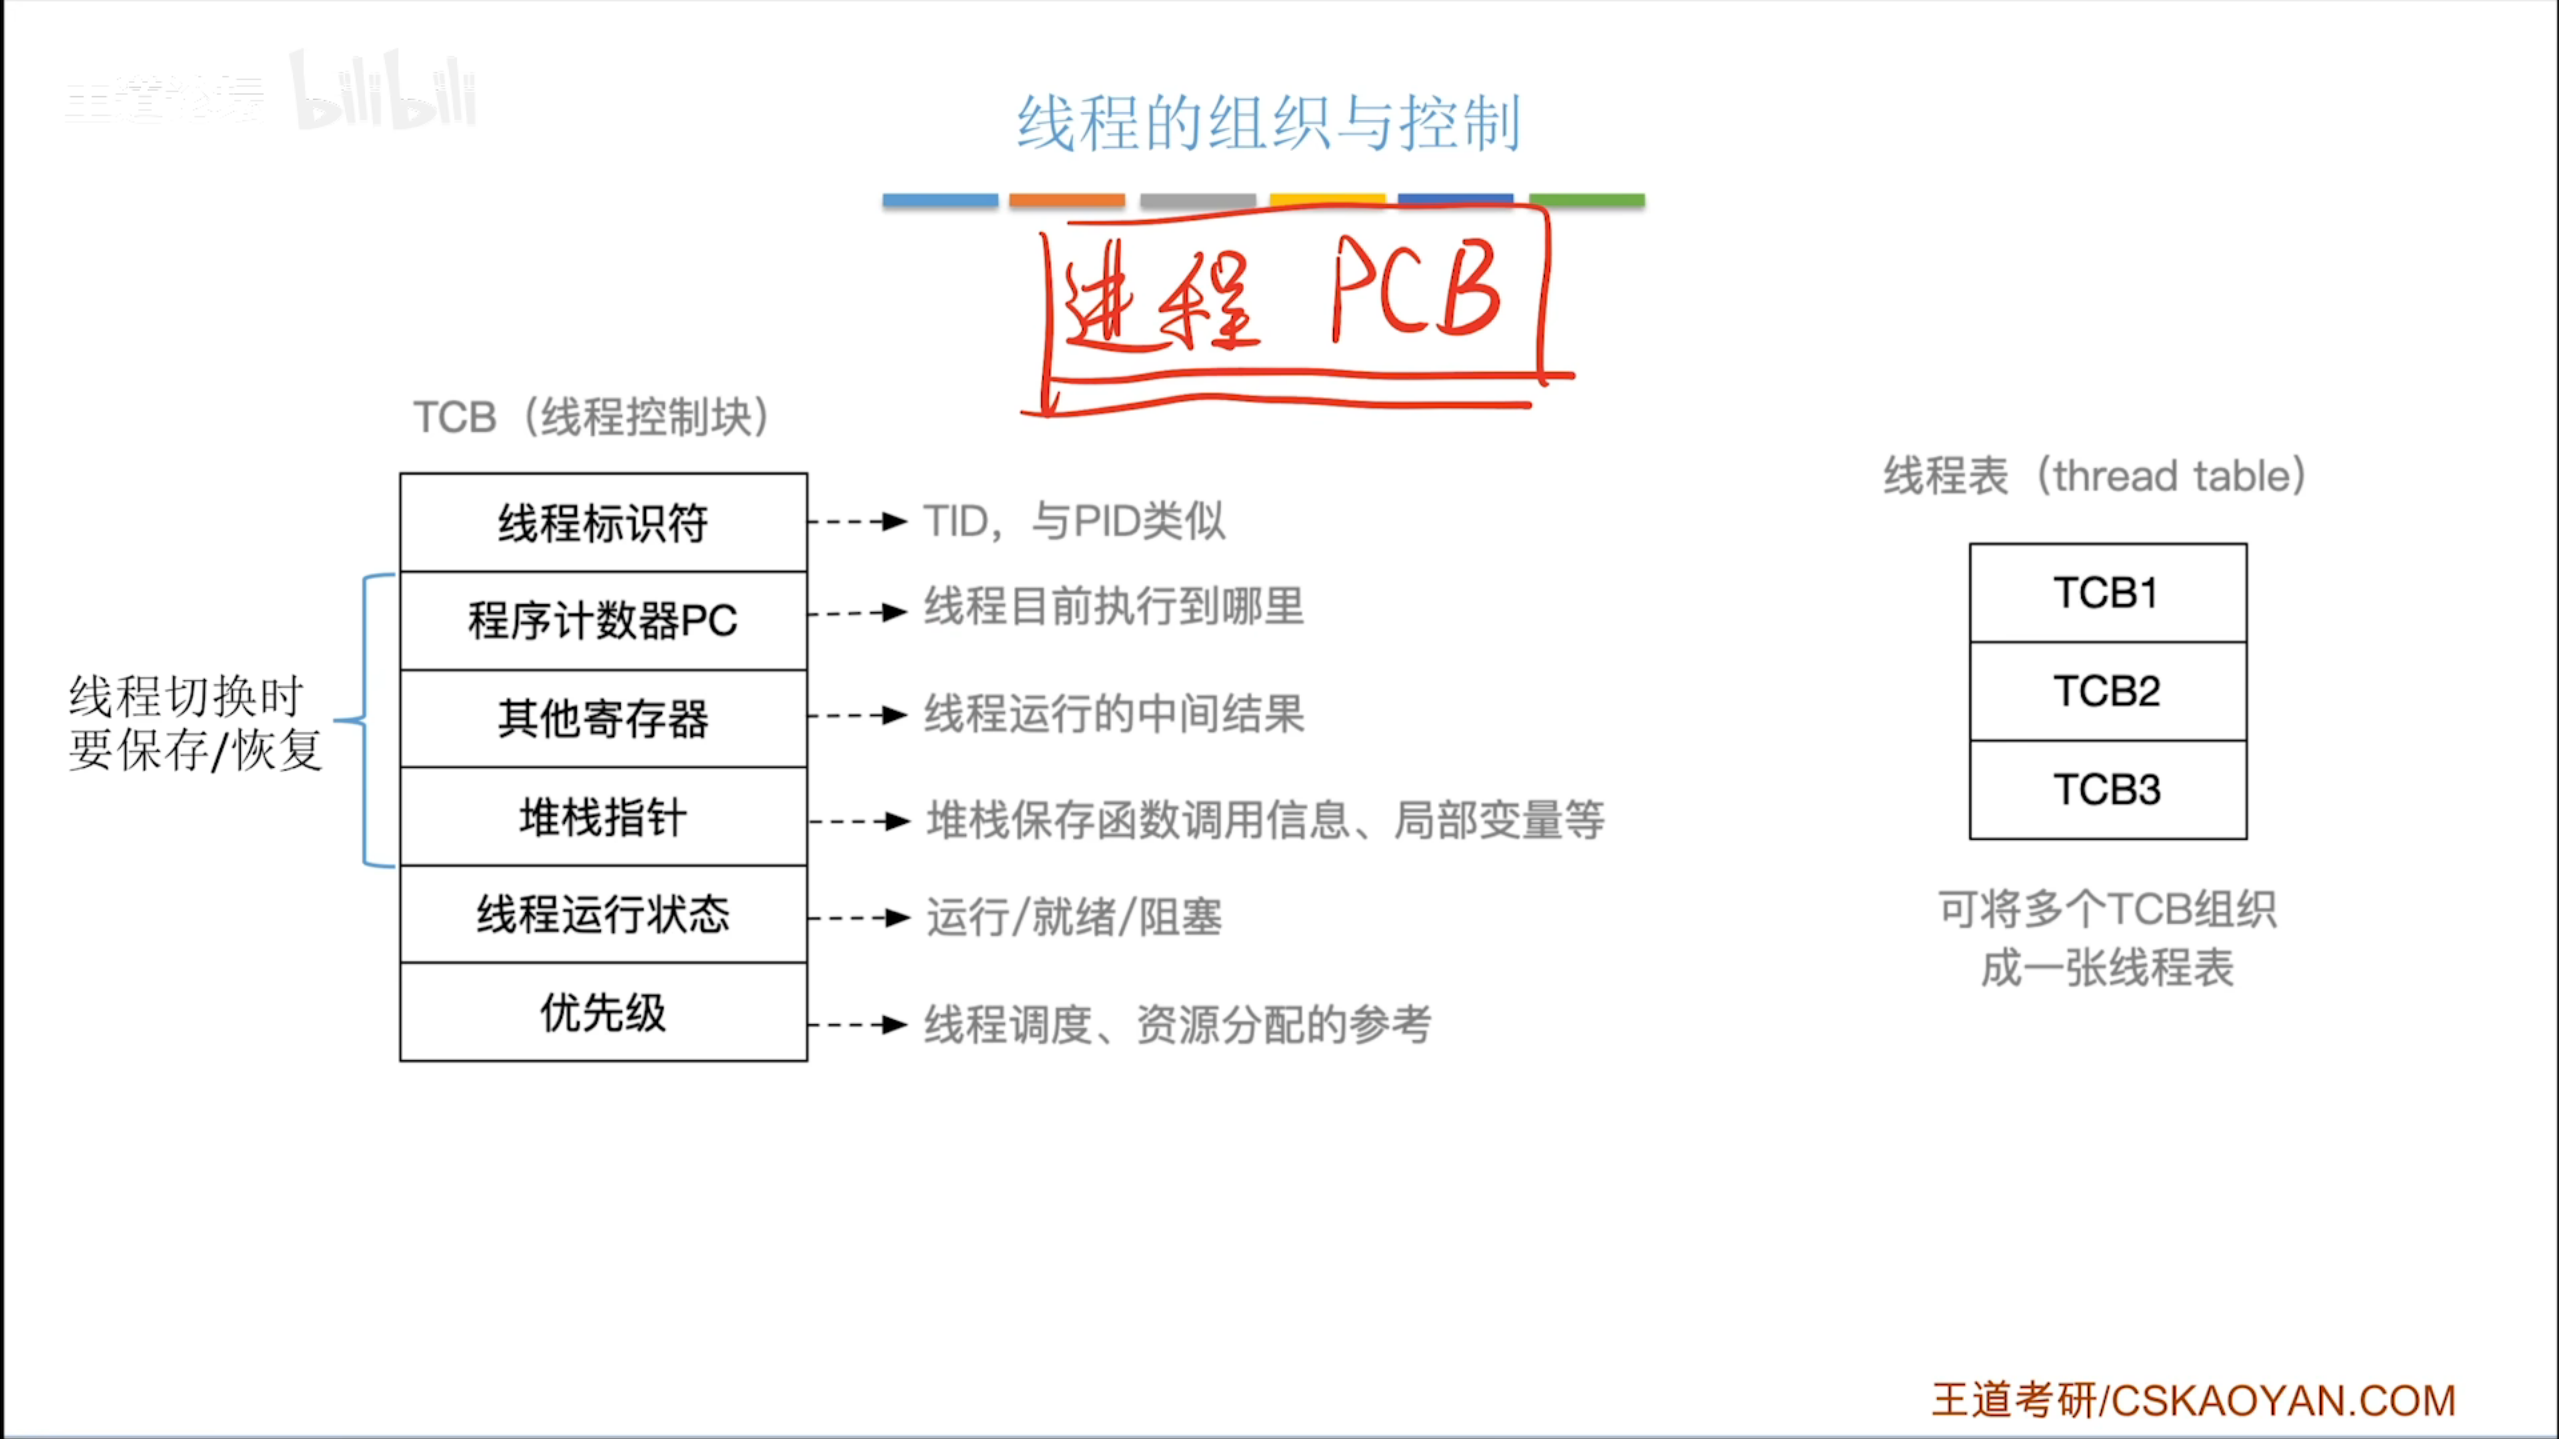 王道论坛 bilibili
线程的组织与控制
进程 PCB
TCB（线程控制块）
线程标识符
TID，与PID类似
程序计数器PC
线程目前执行到哪里
其他寄存器
线程运行的中间结果
堆栈指针
堆栈保存函数调用信息、局部变量等
线程运行状态
运行/就绪/阻塞
优先级
线程调度、资源分配的参考
线程切换时
要保存/恢复
线程表（thread table）
TCB1
TCB2
TCB3
可将多个TCB组织
成一张线程表
王道考研/CSKAOYAN.COM